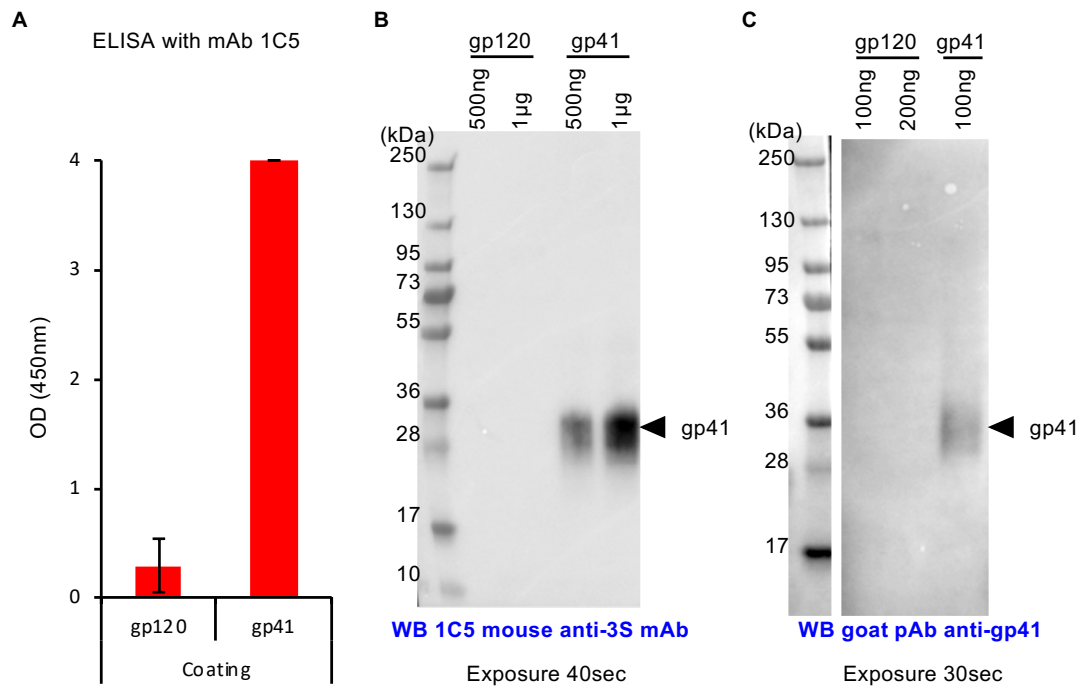 A
ELISA with mAb 1C5
OD (450nm)
4
3
2
1
0
gp120 gp41
Coating
B
gp120 gp41
500ng 1µg 500ng 1µg
(kDa)
250
130
95
73
55
36
28
17
10
gp41
WB 1C5 mouse anti-3S mAb
Exposure 40sec
C
gp120 gp41
100ng 200ng 100ng
(kDa)
250
130
95
73
55
36
28
17
gp41
WB goat pAb anti-gp41
Exposure 30sec